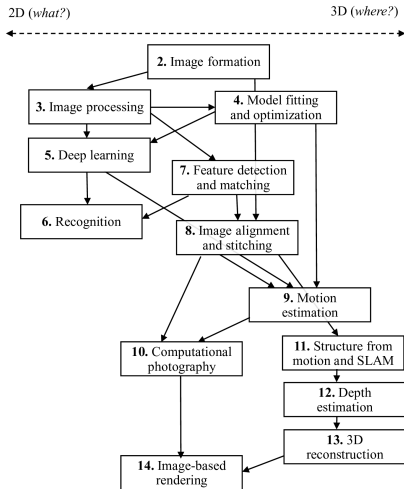 2D (what?)
3D (where?)
2. Image formation
3. Image processing
4. Model fitting
and optimization
5. Deep learning
7. Feature detection
and matching
6. Recognition
8. Image alignment
and stitching
9. Motion
estimation
10. Computational
photography
11. Structure from
motion and SLAM
12. Depth
estimation
13. 3D
reconstruction
14. Image-based
rendering